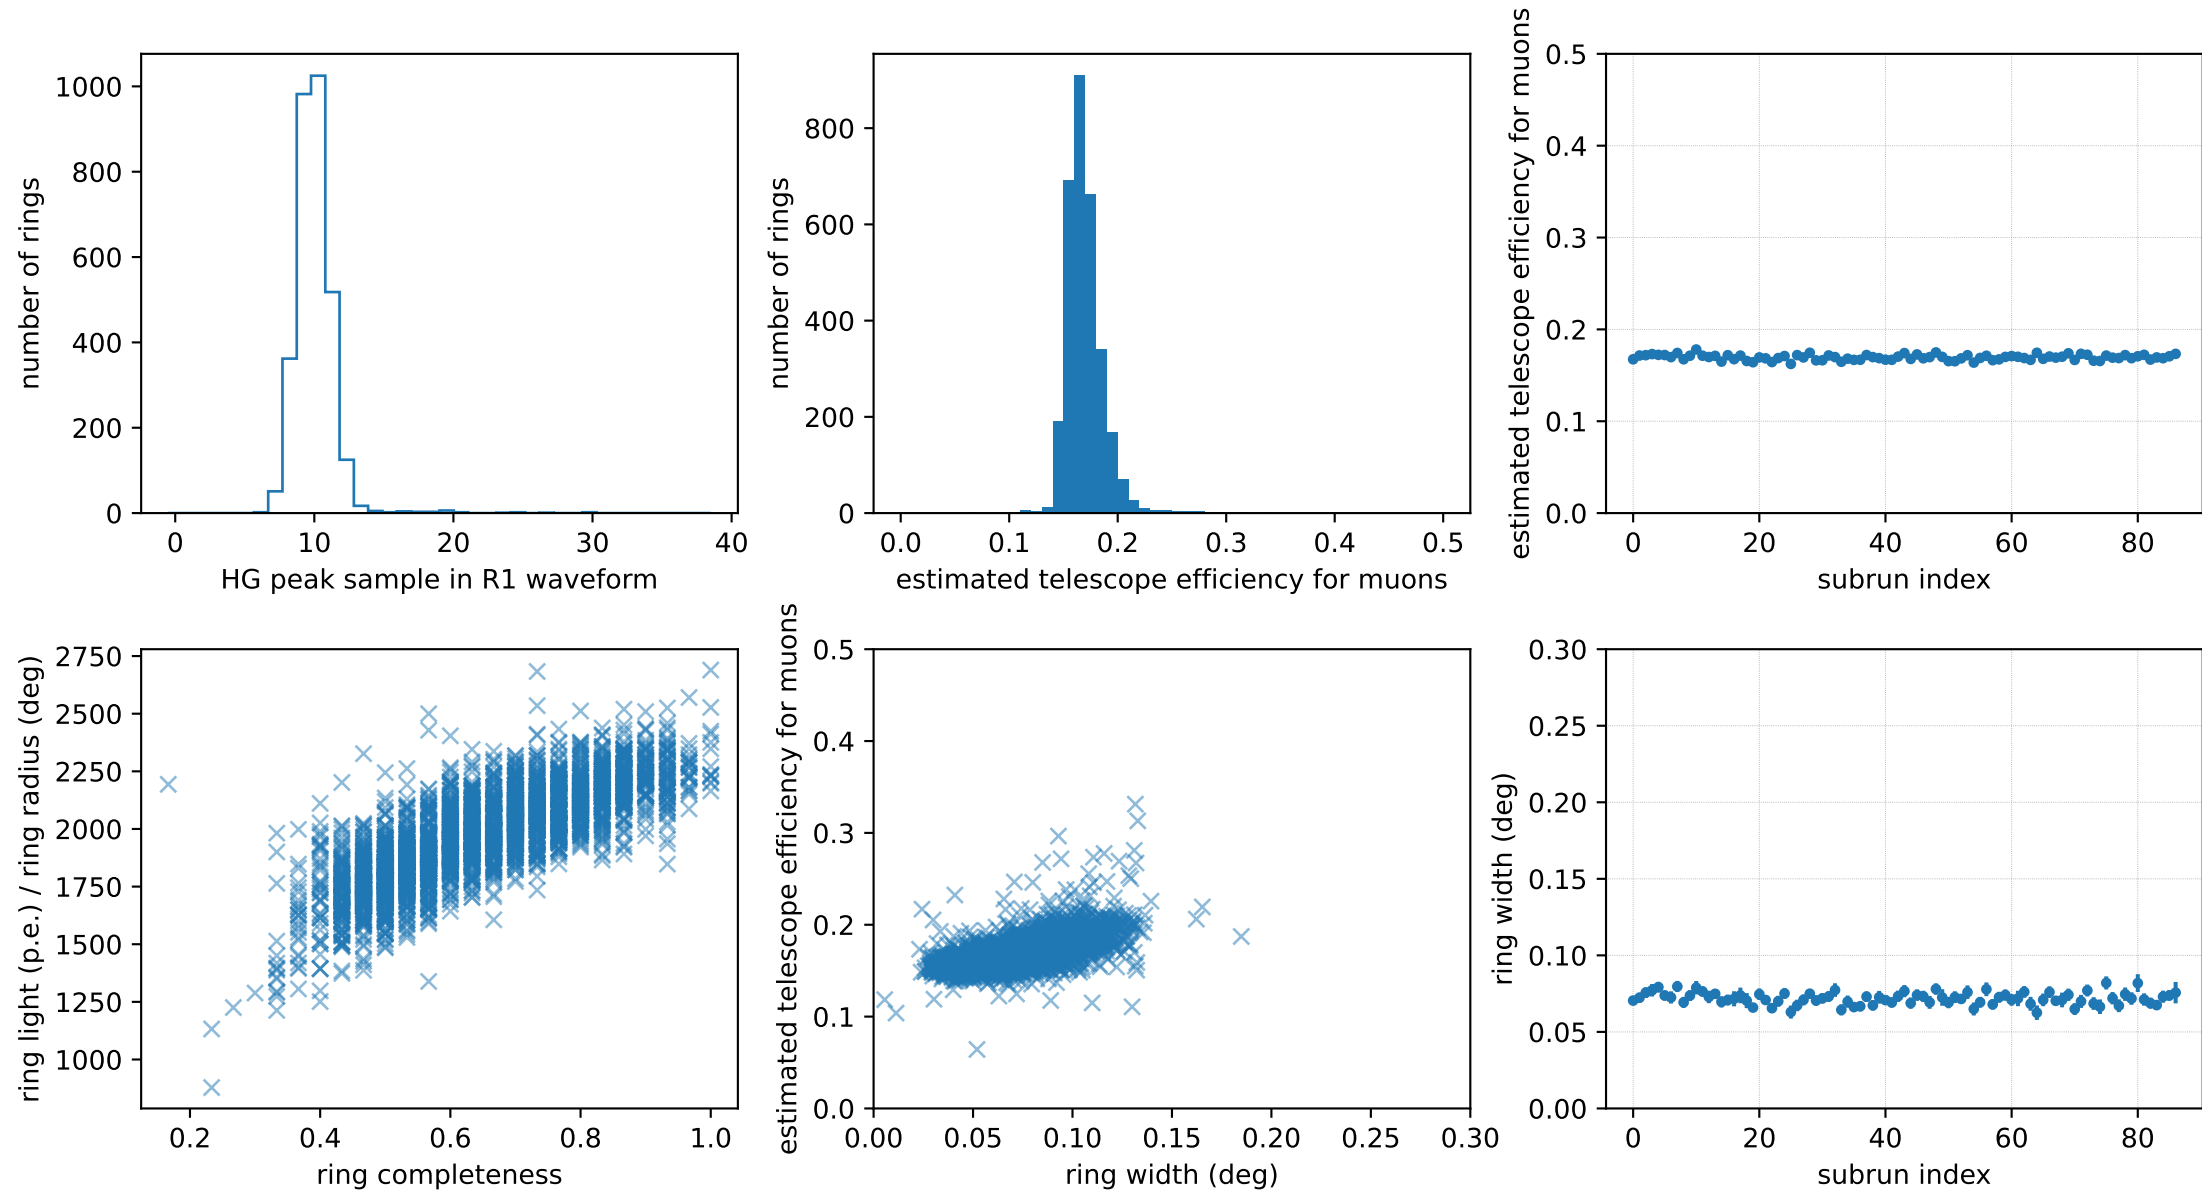 number of rings
1000
800
600
400
200
0
0 10 20 30 40
HG peak sample in R1 waveform
number of rings
800
600
400
200
0
0.0 0.1 0.2 0.3 0.4 0.5
estimated telescope efficiency for muons
estimated telescope efficiency for muons
0.5
0.4
0.3
0.2
0.1
0.0
0 20 40 60 80
subrun index
ring light (p.e.) / ring radius (deg)
2750
2500
2250
2000
1750
1500
1250
1000
0.2 0.4 0.6 0.8 1.0
ring completeness
estimated telescope efficiency for muons
0.5
0.4
0.3
0.2
0.1
0.0
0.00 0.05 0.10 0.15 0.20 0.25 0.30
ring width (deg)
ring width (deg)
0.30
0.25
0.20
0.15
0.10
0.05
0.00
0 20 40 60 80
subrun index